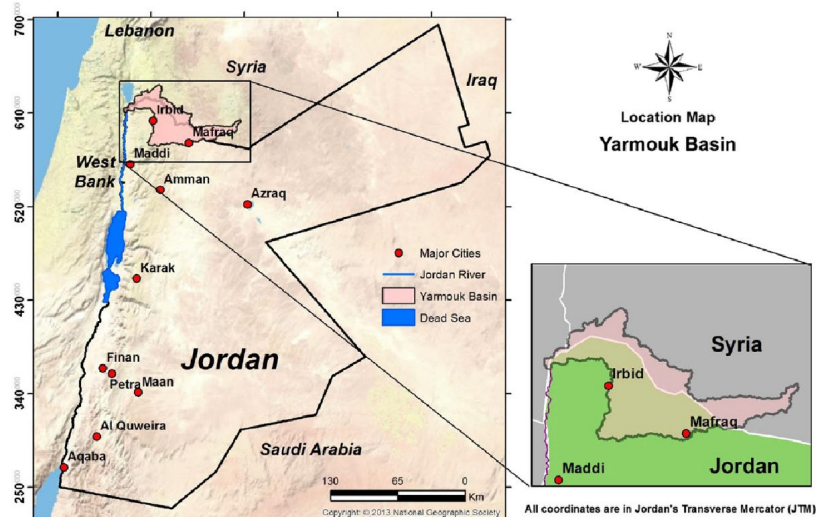 700
610
520
430
340
250
Lebanon
Syria
Iraq
Irbid
Mafraq
Maddi
West
Bank
Amman
Azraq
Karak
Major Cities
Jordan River
Yarmouk Basin
Dead Sea
Jordan
Finan
Petra
Maan
Al Quweira
Aqaba
Saudi Arabia
130 65 0
Km
Copyright: © 2013 National Geographic Society
N
W E
S
Location Map
Yarmouk Basin
Syria
Irbid
Mafraq
Maddi
Jordan
All coordinates are in Jordan's Transverse Mercator (JTM)